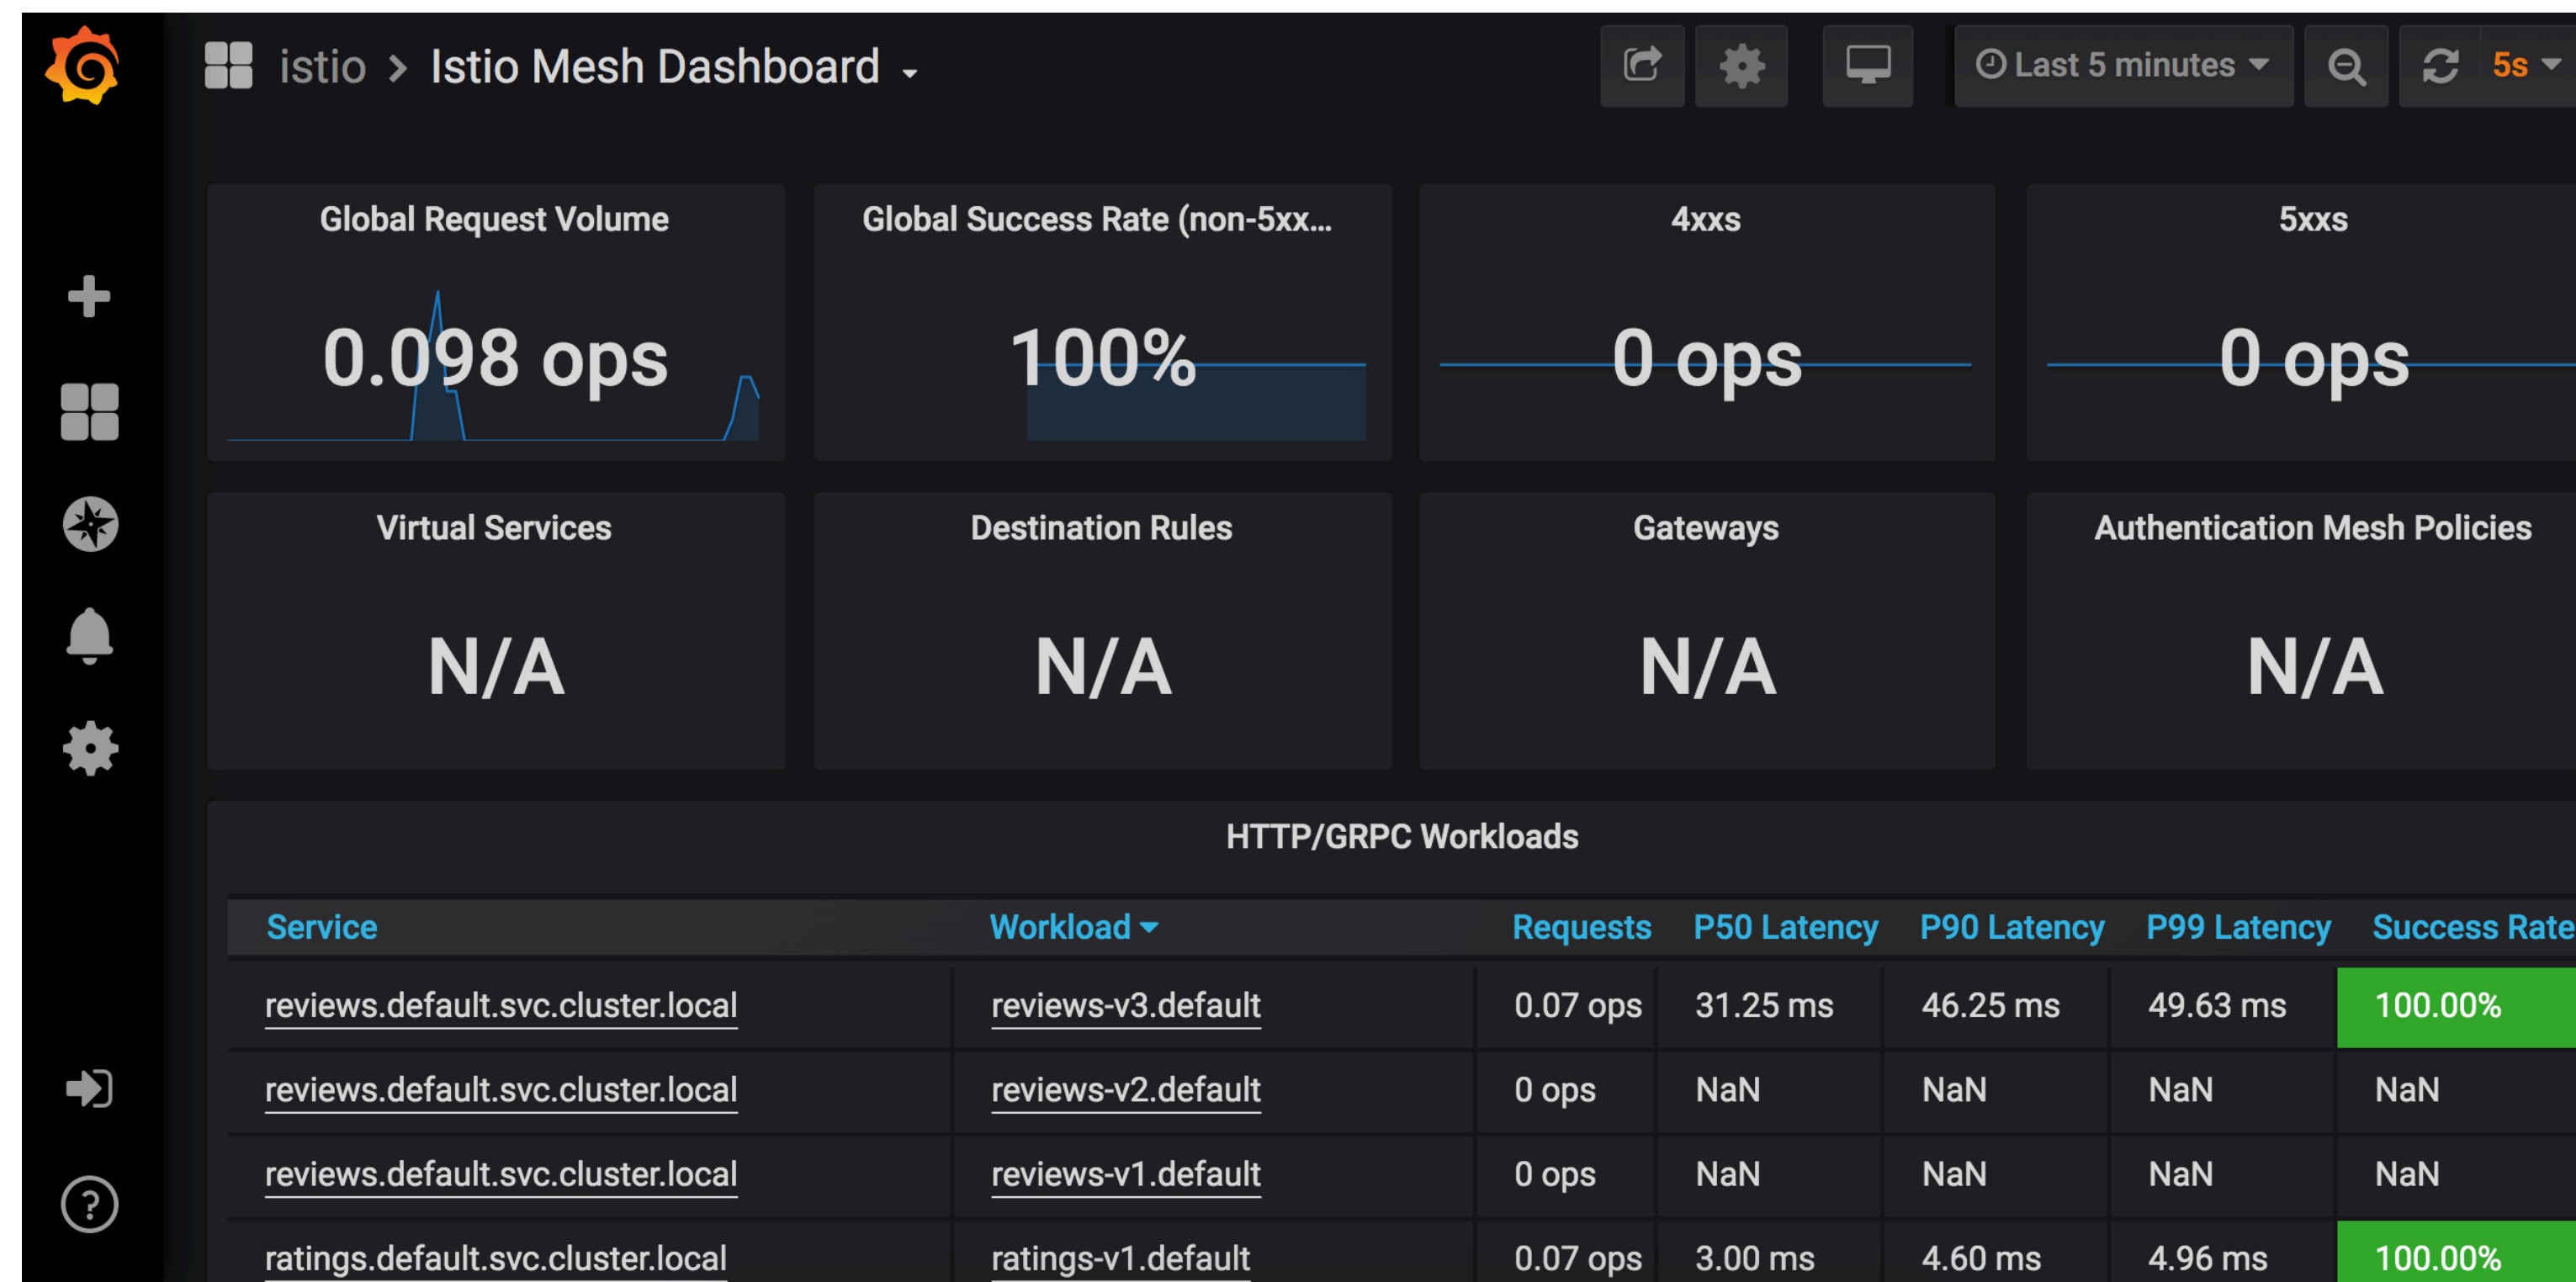 istio > Istio Mesh Dashboard
Last 5 minutes
5s
Global Request Volume
0.098 ops
Global Success Rate (non-5xx...
100%
4xxs
0 ops
5xxs
0 ops
Virtual Services
N/A
Destination Rules
N/A
Gateways
N/A
Authentication Mesh Policies
N/A
HTTP/GRPC Workloads
Service Workload Requests P50 Latency P90 Latency P99 Latency Success Rate
reviews.default.svc.cluster.local reviews-v3.default 0.07 ops 31.25 ms 46.25 ms 49.63 ms 100.00%
reviews.default.svc.cluster.local reviews-v2.default 0 ops NaN NaN NaN NaN
reviews.default.svc.cluster.local reviews-v1.default 0 ops NaN NaN NaN NaN
ratings.default.svc.cluster.local ratings-v1.default 0.07 ops 3.00 ms 4.60 ms 4.96 ms 100.00%